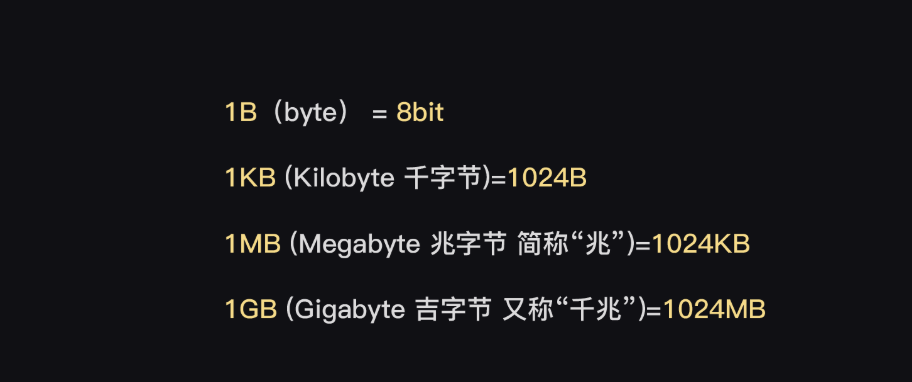 1B（byte） = 8bit
1KB (Kilobyte 千字节)=1024B
1MB (Megabyte 兆字节 简称“兆”)=1024KB
1GB (Gigabyte 吉字节 又称“千兆”)=1024MB